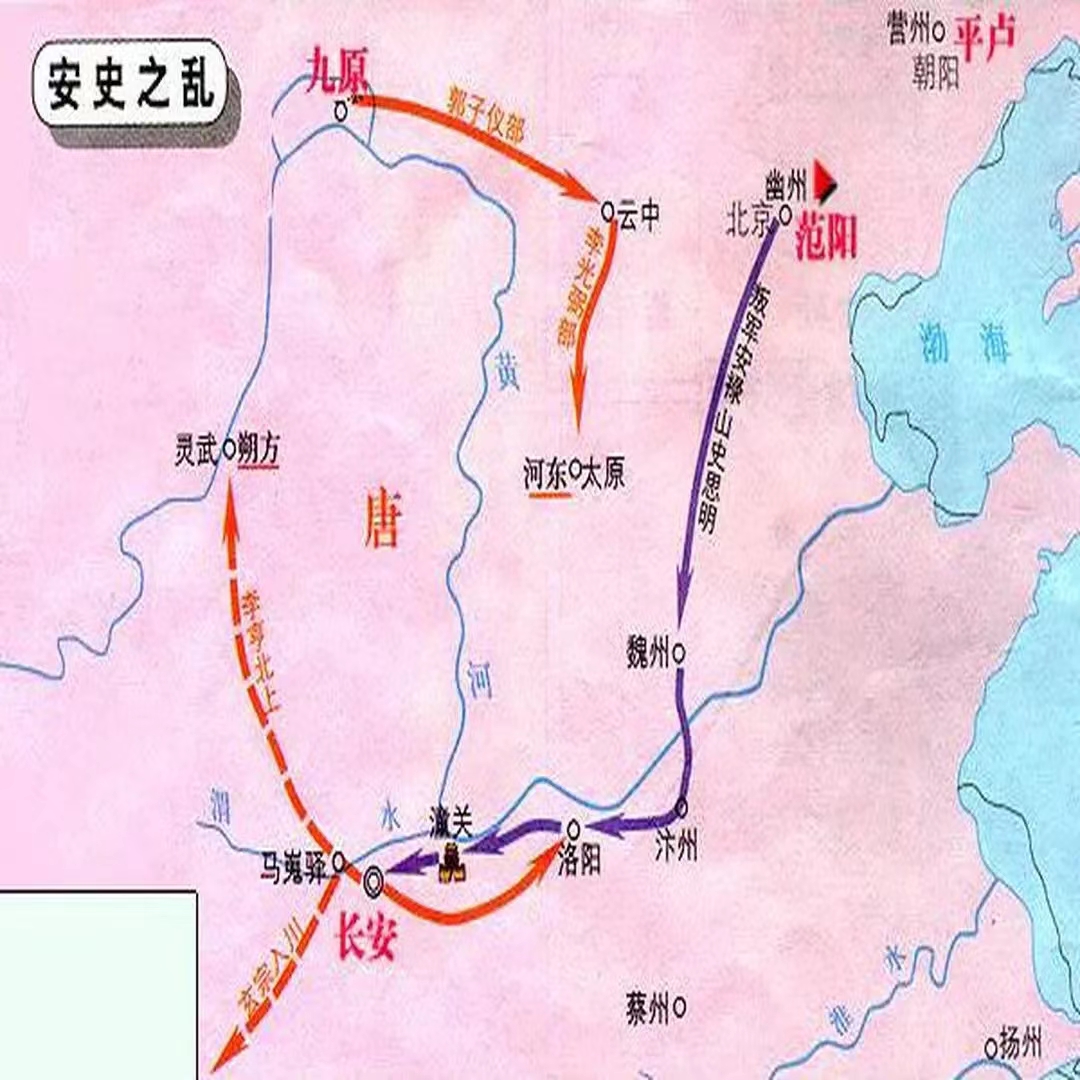 安史之乱
营州
平卢
朝阳
九原
郭子仪部
幽州
北京
范阳
云中
李光弼部
叛军安禄山史思明
渤海
黄
灵武
朔方
河东
太原
唐
李亨北上
魏州
河
渭
水
潼关
马嵬驿
洛阳
汴州
长安
玄宗入川
蔡州
淮
水
扬州